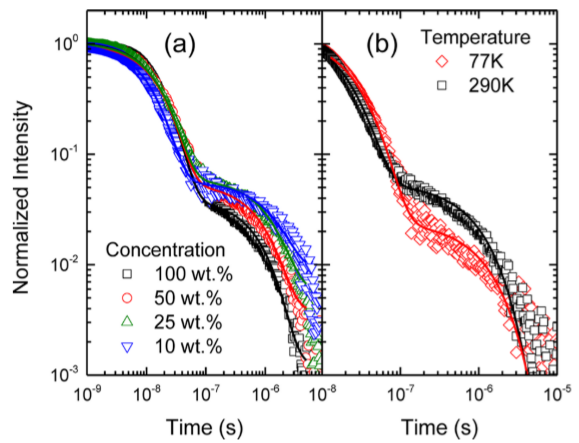 (a)
(b)
Temperature
77K
290K
Normalized Intensity
10⁰
10⁻¹
10⁻²
10⁻³
Concentration
100 wt.%
50 wt.%
25 wt.%
10 wt.%
10⁻⁹ 10⁻⁸ 10⁻⁷ 10⁻⁶ 10⁻⁸ 10⁻⁷ 10⁻⁶ 10⁻⁵
Time (s) Time (s)